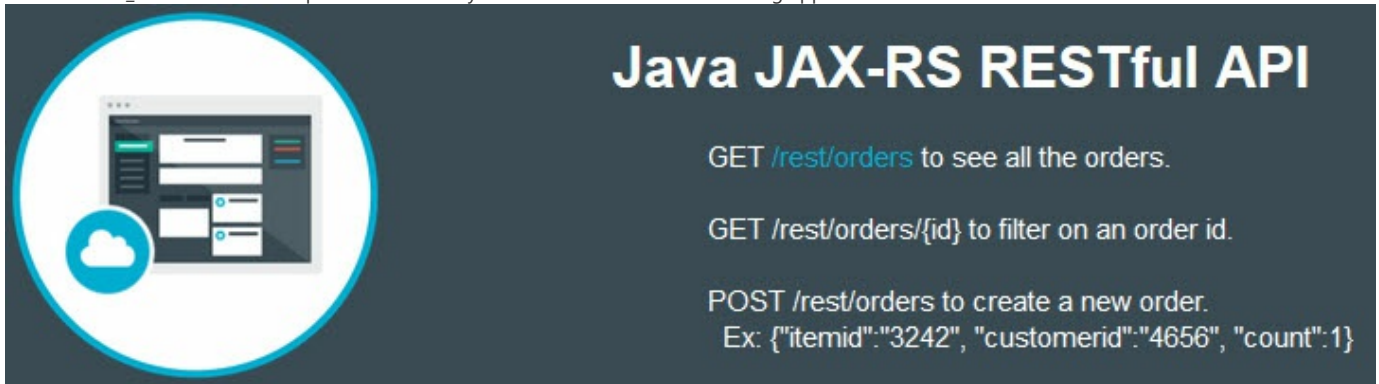 Java JAX-RS RESTful API
GET /rest/orders to see all the orders.
GET /rest/orders/{id} to filter on an order id.
POST /rest/orders to create a new order.
Ex: {"itemid":"3242", "customerid":"4656", "count":1}